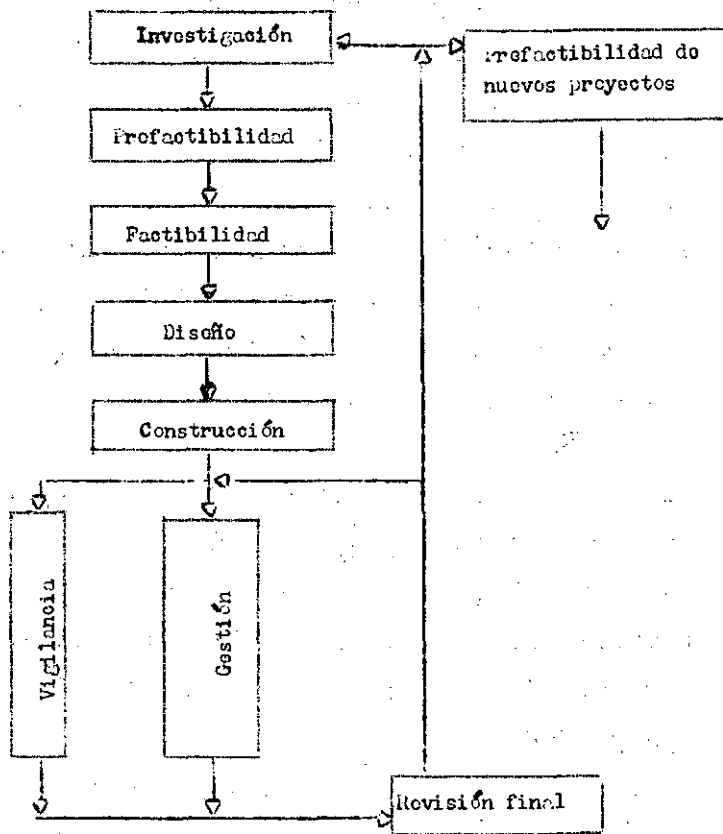 Investigación
Prefactibilidad de
nuevos proyectos
Prefactibilidad
Factibilidad
Diseño
Construcción
Vigilancia
Gestión
Revisión final